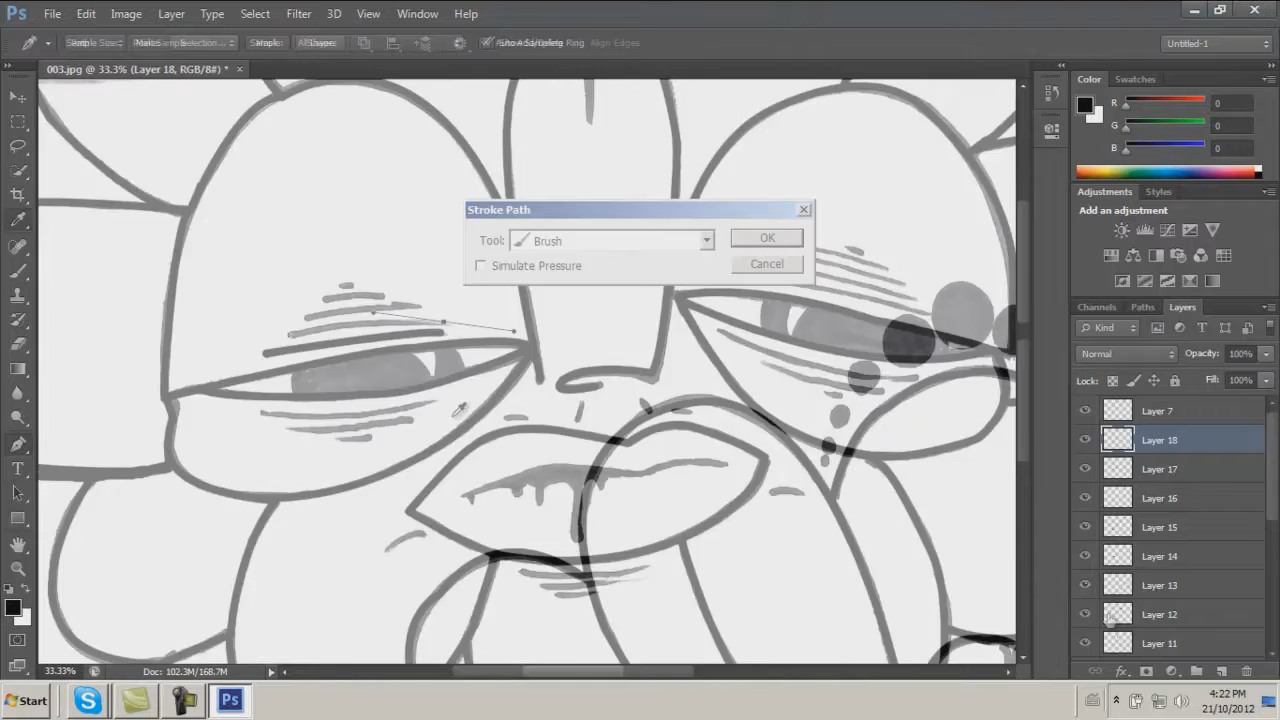 Ps File Edit Image Layer Type Select Filter 3D View Window Help
Untitled-1
Align Edges
003.jpg @ 33.3% (Layer 18, RGB/8#) * ×
Stroke Path
Tool: Brush
OK
Simulate Pressure
Cancel
Color Swatches
R 0
G 0
B 0
Adjustments Styles
Add an adjustment
Channels Paths Layers
Kind
Normal Opacity: 100%
Lock: Fill: 100%
Layer 7
Layer 18
Layer 17
Layer 16
Layer 15
Layer 14
Layer 13
Layer 12
Layer 11
33.33% Doc: 102.3M/168.7M
Start Ps 4:22 PM
21/10/2012